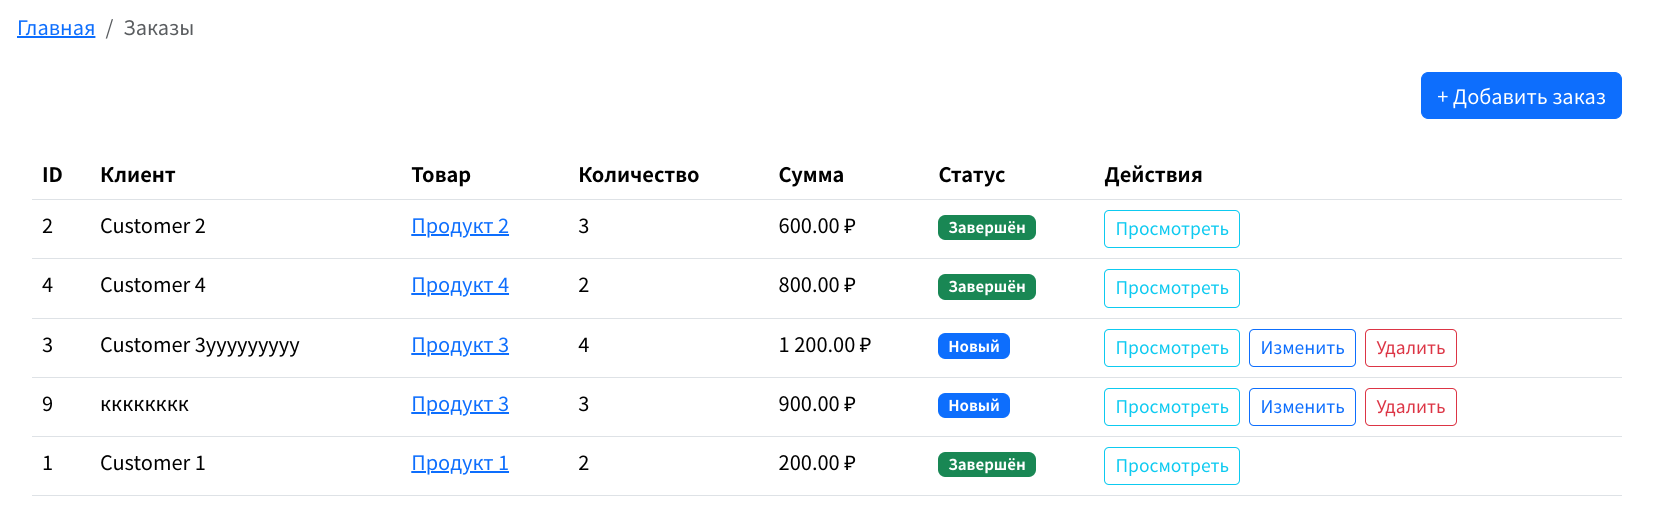 Главная / Заказы
+ Добавить заказ
ID Клиент Товар Количество Сумма Статус Действия
2 Customer 2 Продукт 2 3 600.00 ₽ Завершён Просмотреть
4 Customer 4 Продукт 4 2 800.00 ₽ Завершён Просмотреть
3 Customer 3yyyyyyyyy Продукт 3 4 1 200.00 ₽ Новый Просмотреть Изменить Удалить
9 кккккккк Продукт 3 3 900.00 ₽ Новый Просмотреть Изменить Удалить
1 Customer 1 Продукт 1 2 200.00 ₽ Завершён Просмотреть